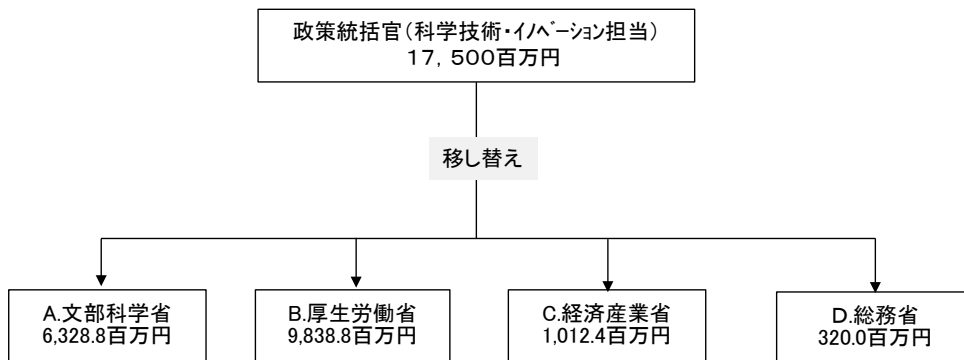 政策統括官（科学技術・ｲﾉﾍﾞｰｼｮﾝ担当）
１７，５００百万円
移し替え
A.文部科学省
6,328.8百万円
B.厚生労働省
9,838.8百万円
C.経済産業省
1,012.4百万円
D.総務省
320.0百万円